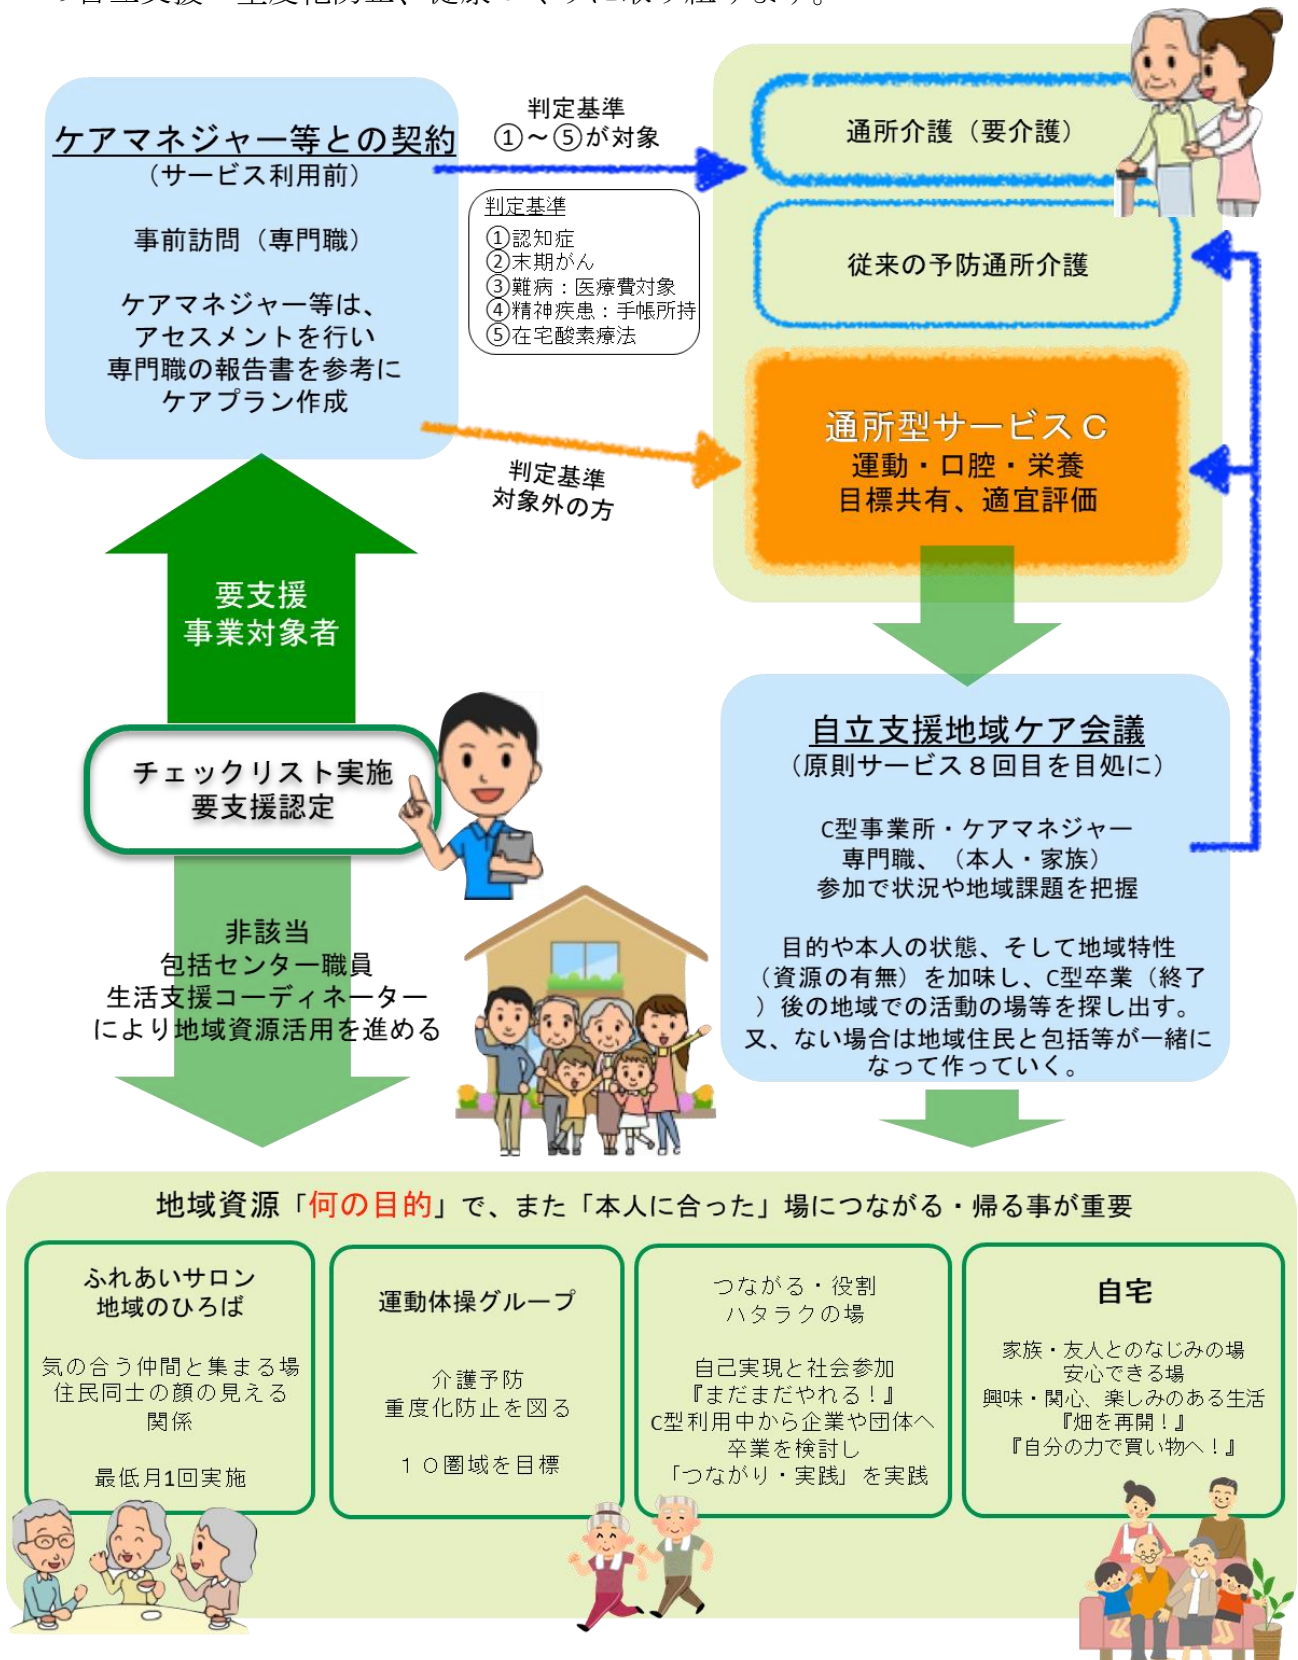 ケアマネジャー等との契約
（サービス利用前）
事前訪問（専門職）
ケアマネジャー等は、
アセスメントを行い
専門職の報告書を参考に
ケアプラン作成
判定基準
①～⑤が対象
判定基準
①認知症
②末期がん
③難病：医療費対象
④精神疾患：手帳所持
⑤在宅酸素療法
判定基準
対象外の方
通所介護（要介護）
従来の予防通所介護
通所型サービスC
運動・口腔・栄養
目標共有、適宜評価
要支援
事業対象者
チェックリスト実施
要支援認定
非該当
包括センター職員
生活支援コーディネーター
により地域資源活用を進める
自立支援地域ケア会議
（原則サービス８回目を目処に）
C型事業所・ケアマネジャー
専門職、（本人・家族）
参加で状況や地域課題を把握
目的や本人の状態、そして地域特性
（資源の有無）を加味し、C型卒業（終了
）後の地域での活動の場等を探し出す。
又、ない場合は地域住民と包括等が一緒に
なって作っていく。
地域資源「何の目的」で、また「本人に合った」場につながる・帰る事が重要
ふれあいサロン
地域のひろば
気の合う仲間と集まる場
住民同士の顔の見える
関係
最低月1回実施
運動体操グループ
介護予防
重度化防止を図る
１０圏域を目標
つながる・役割
ハタラクの場
自己実現と社会参加
『まだまだやれる！』
C型利用中から企業や団体へ
卒業を検討し
「つながり・実践」を実践
自宅
家族・友人とのなじみの場
安心できる場
興味・関心、楽しみのある生活
『畑を再開！』
『自分の力で買い物へ！』